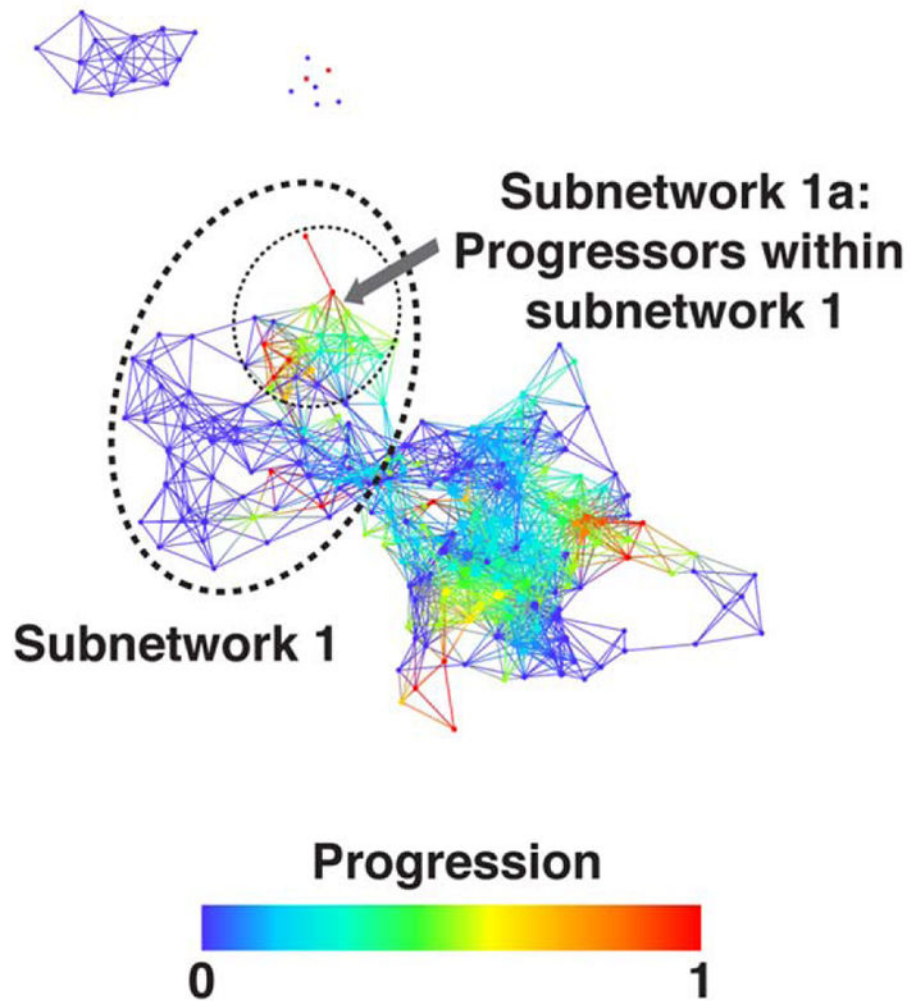 Subnetwork 1a:
Progressors within
subnetwork 1
Subnetwork 1
Progression
0
1